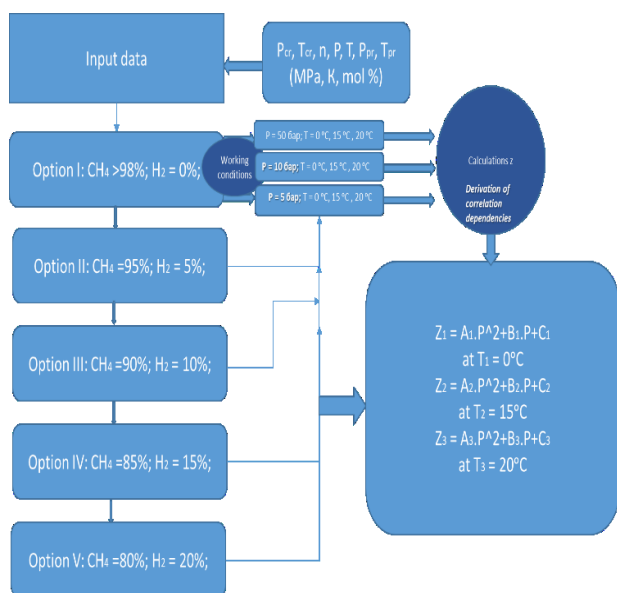 Input data
Pcr, Tcr, n, P, T, Ppr, Tpr
(MPa, K, mol %)
Option I: CH4 >98%; H2 = 0%;
Working
conditions
P = 50 бар; T = 0 °C, 15 °C, 20 °C
P = 10 бар; T = 0 °C, 15 °C, 20 °C
P = 5 бар; T = 0 °C, 15 °C, 20 °C
Calculations z
Derivation of
correlation
dependencies
Option II: CH4 =95%; H2 = 5%;
Option III: CH4 =90%; H2 = 10%;
Option IV: CH4 =85%; H2 = 15%;
Option V: CH4 =80%; H2 = 20%;
Z1 = A1.P^2+B1.P+C1
at T1 = 0°C
Z2 = A2.P^2+B2.P+C2
at T2 = 15°C
Z3 = A3.P^2+B3.P+C3
at T3 = 20°C